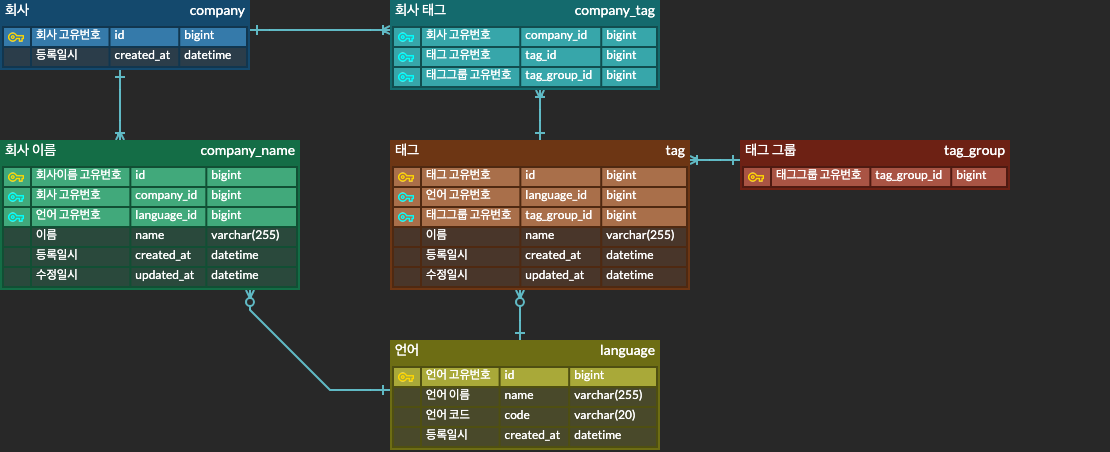 회사 company
회사 고유번호 id bigint
등록일시 created_at datetime
회사 태그 company_tag
회사 고유번호 company_id bigint
태그 고유번호 tag_id bigint
태그그룹 고유번호 tag_group_id bigint
회사 이름 company_name
회사이름 고유번호 id bigint
회사 고유번호 company_id bigint
언어 고유번호 language_id bigint
이름 name varchar(255)
등록일시 created_at datetime
수정일시 updated_at datetime
태그 tag
태그 고유번호 id bigint
언어 고유번호 language_id bigint
태그그룹 고유번호 tag_group_id bigint
이름 name varchar(255)
등록일시 created_at datetime
수정일시 updated_at datetime
태그 그룹 tag_group
태그그룹 고유번호 tag_group_id bigint
언어 language
언어 고유번호 id bigint
언어 이름 name varchar(255)
언어 코드 code varchar(20)
등록일시 created_at datetime